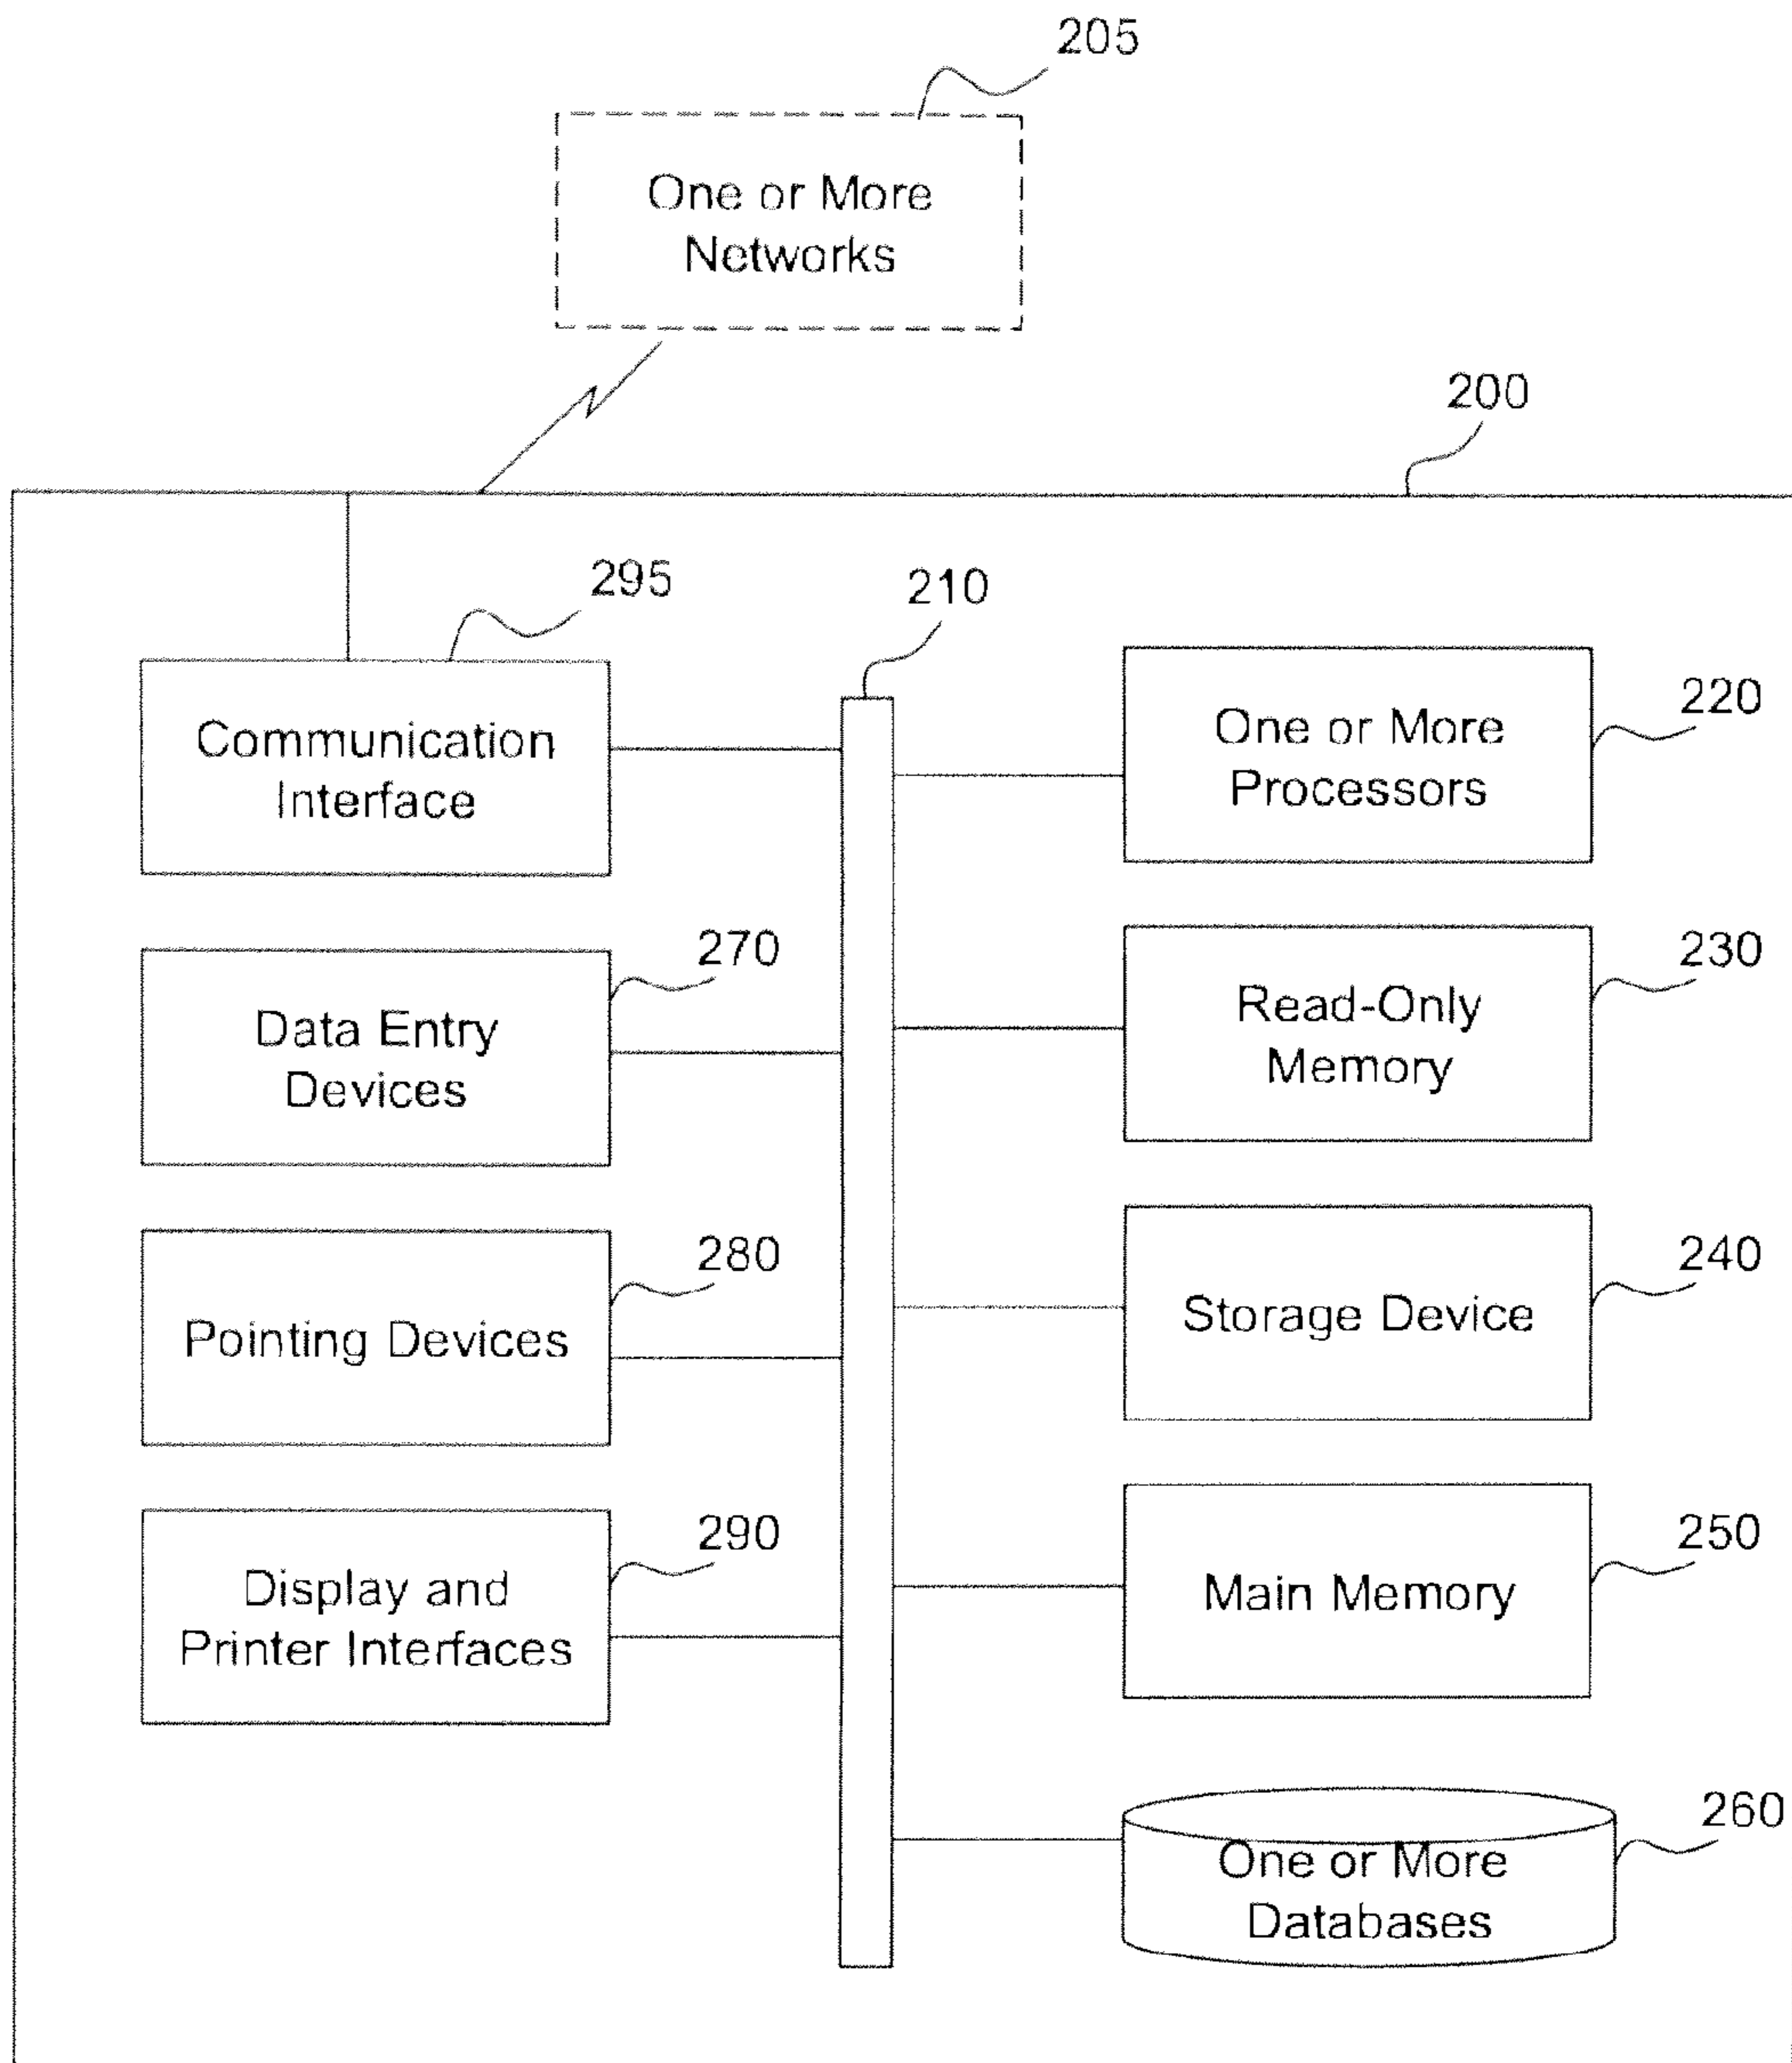 205
One or More
Networks
200
295
210
Communication
Interface
One or More
Processors
220
270
Data Entry
Devices
230
Read-Only
Memory
280
Pointing Devices
240
Storage Device
290
Display and
Printer Interfaces
250
Main Memory
260
One or More
Databases